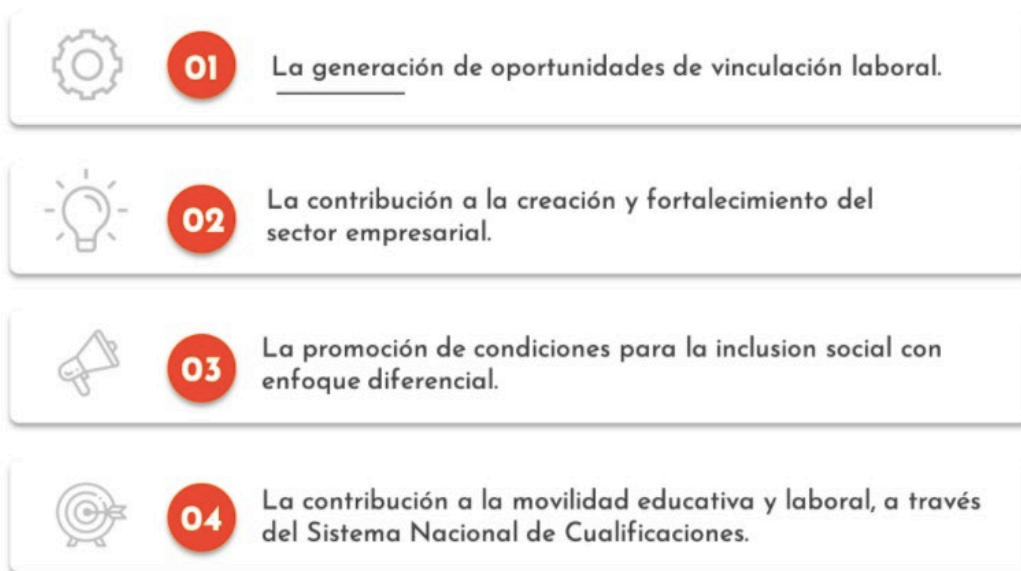 01
La generación de oportunidades de vinculación laboral.
02
La contribución a la creación y fortalecimiento del
sector empresarial.
03
La promoción de condiciones para la inclusion social con
enfoque diferencial.
04
La contribución a la movilidad educativa y laboral, a través
del Sistema Nacional de Cualificaciones.